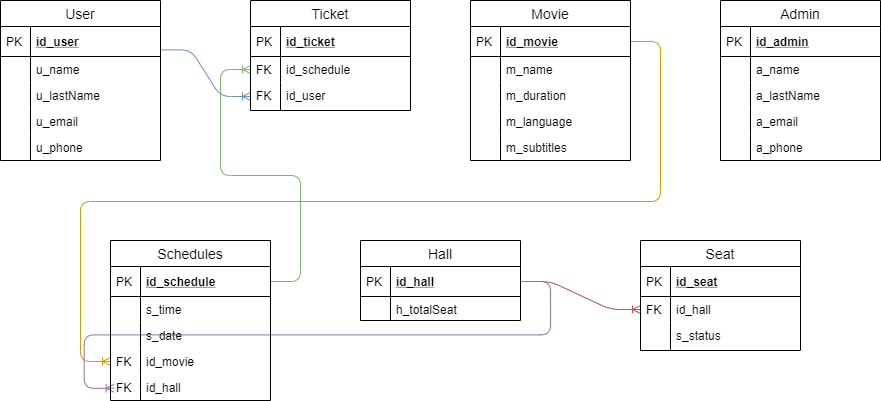 User
PK id_user
u_name
u_lastName
u_email
u_phone
Ticket
PK id_ticket
FK id_schedule
FK id_user
Movie
PK id_movie
m_name
m_duration
m_language
m_subtitles
Admin
PK id_admin
a_name
a_lastName
a_email
a_phone
Schedules
PK id_schedule
s_time
s_date
FK id_movie
FK id_hall
Hall
PK id_hall
h_totalSeat
Seat
PK id_seat
FK id_hall
s_status